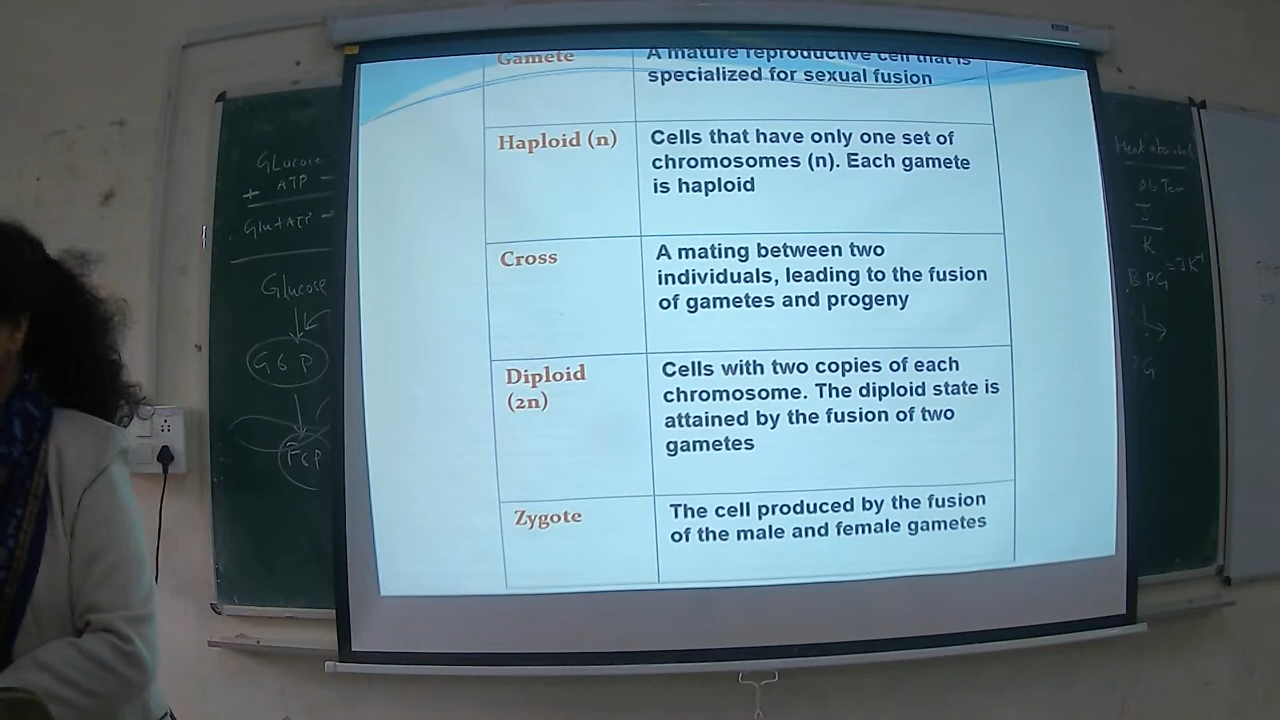 Gamete
A mature reproductive cell that is
specialized for sexual fusion
Haploid (n)
Cells that have only one set of
chromosomes (n). Each gamete
is haploid
Cross
A mating between two
individuals, leading to the fusion
of gametes and progeny
Diploid
(2n)
Cells with two copies of each
chromosome. The diploid state is
attained by the fusion of two
gametes
Zygote
The cell produced by the fusion
of the male and female gametes
GLucose
+ ATP
Glucose
G6P
F6P
K
BPG
G